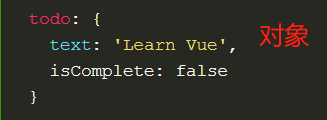 todo: {
text: 'Learn Vue',
对象
isComplete: false
}